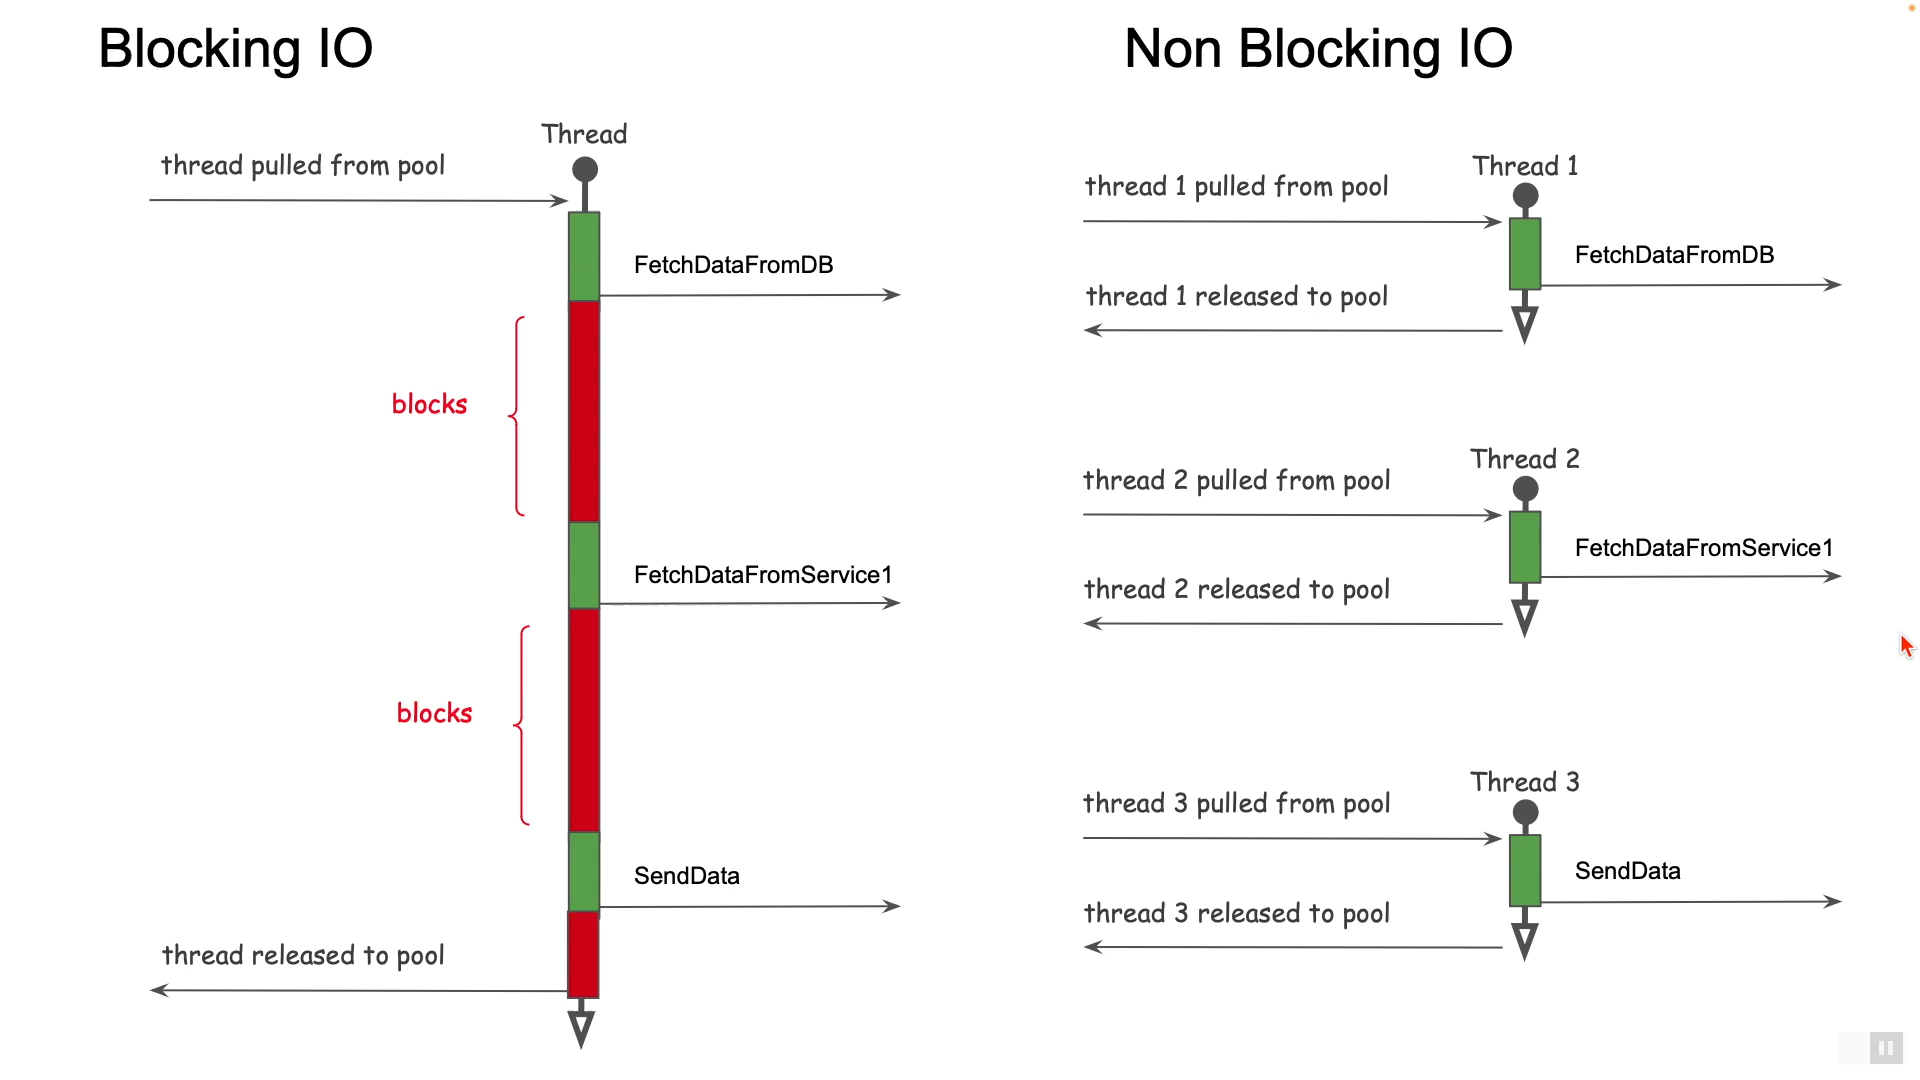 Blocking IO
Thread
thread pulled from pool
FetchDataFromDB
blocks
FetchDataFromService1
blocks
SendData
thread released to pool
Non Blocking IO
Thread 1
thread 1 pulled from pool
FetchDataFromDB
thread 1 released to pool
Thread 2
thread 2 pulled from pool
FetchDataFromService1
thread 2 released to pool
Thread 3
thread 3 pulled from pool
SendData
thread 3 released to pool